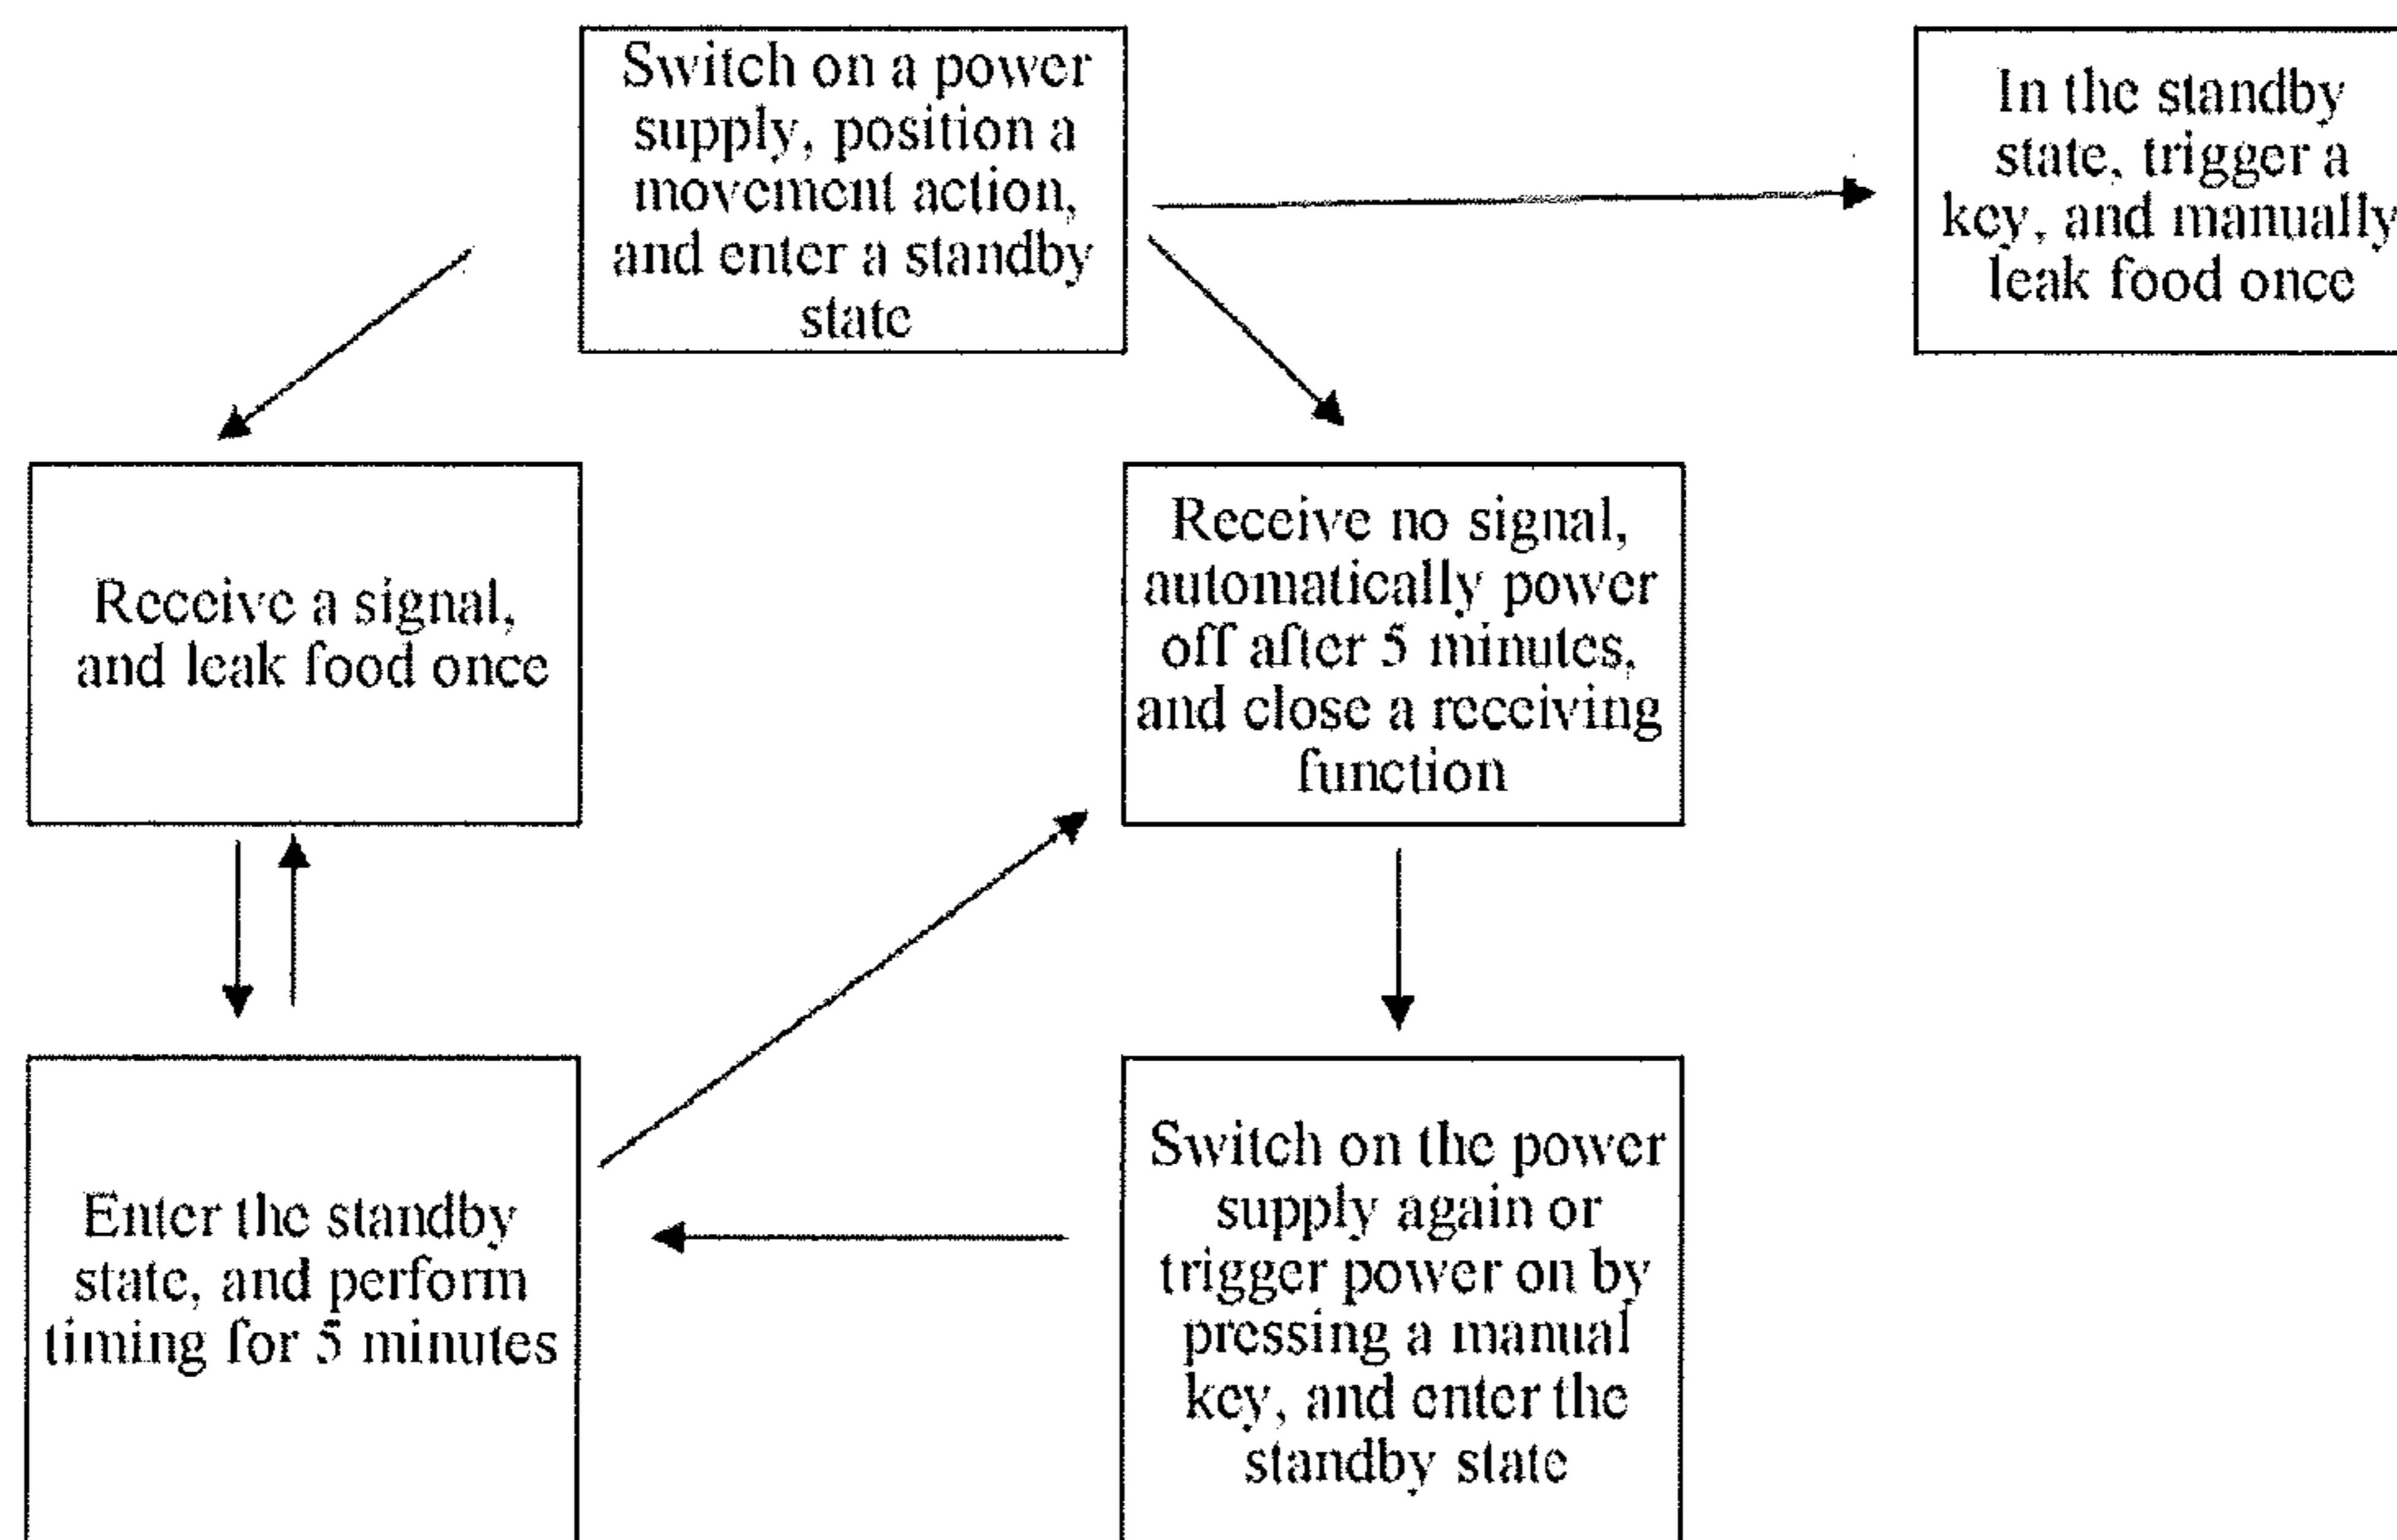 Switch on a power
supply, position a
movement action,
and enter a standby
state
In the standby
state, trigger a
key, and manually
leak food once
Receive a signal,
and leak food once
Receive no signal,
automatically power
off after 5 minutes,
and close a receiving
function
Enter the standby
state, and perform
timing for 5 minutes
Switch on the power
supply again or
trigger power on by
pressing a manual
key, and enter the
standby state